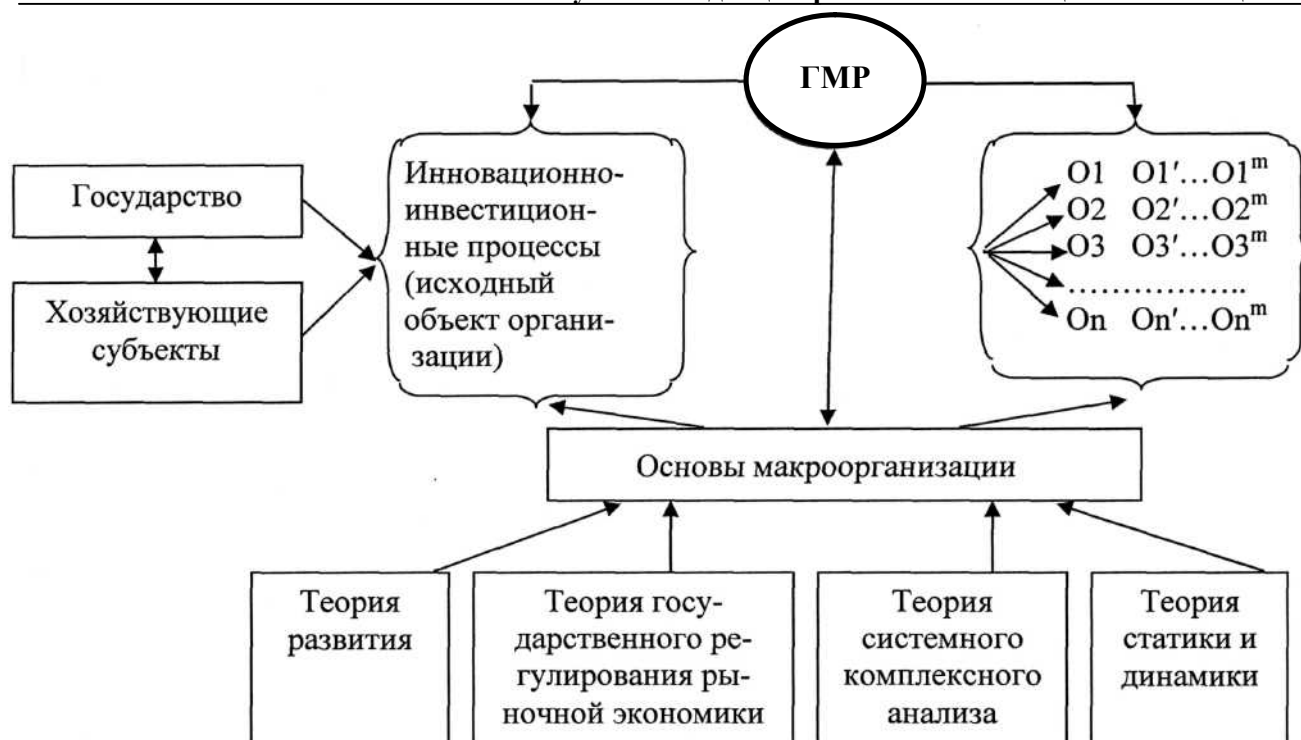 ГМР
Государство
Хозяйствующие
субъекты
Инновационно-
инвестицион-
ные процессы
(исходный
объект органи-
зации)
O1 O1′…O1ᵐ
O2 O2′…O2ᵐ
O3 O3′…O3ᵐ
……………..
On On′…Onᵐ
Основы макроорганизации
Теория
развития
Теория госу-
дарственного ре-
гулирования ры-
ночной экономики
Теория
системного
комплексного
анализа
Теория
статики и
динамики